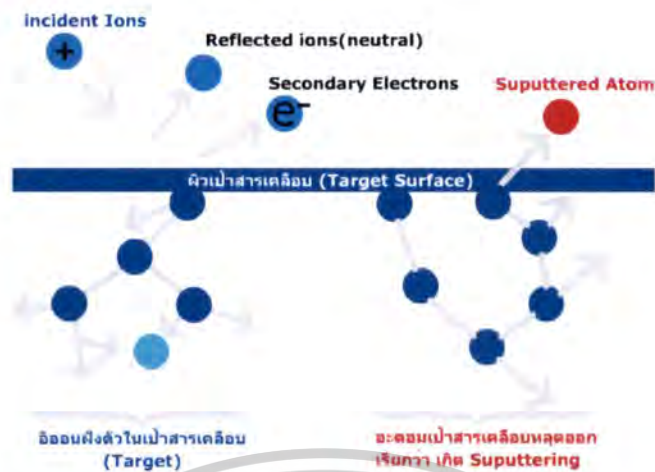 incident Ions
+
Reflected ions(neutral)
Secondary Electrons
e-
Suputtered Atom
ผิวเป้าสารเคลือบ (Target Surface)
อิออนฝังตัวในเป้าสารเคลือบ
(Target)
อะตอมเป้าสารเคลือบหลุดออก
เรียกว่า เกิด Suputtering